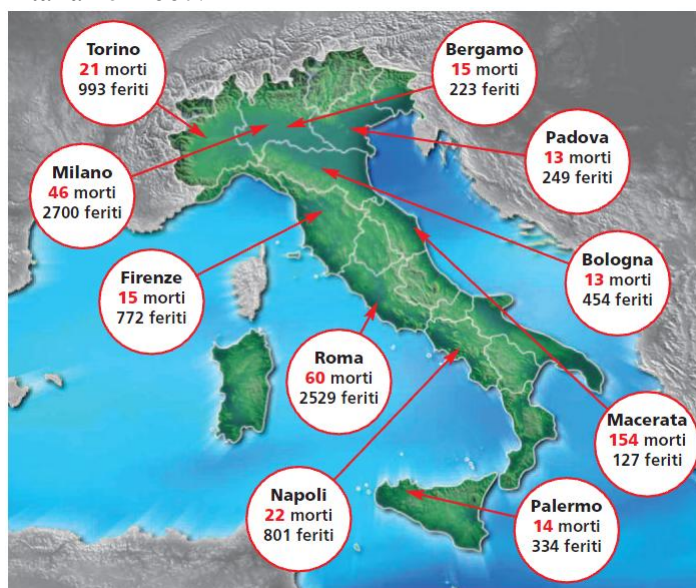 Torino
21 morti
993 feriti
Bergamo
15 morti
223 feriti
Padova
13 morti
249 feriti
Milano
46 morti
2700 feriti
Bologna
13 morti
454 feriti
Firenze
15 morti
772 feriti
Roma
60 morti
2529 feriti
Macerata
154 morti
127 feriti
Napoli
22 morti
801 feriti
Palermo
14 morti
334 feriti